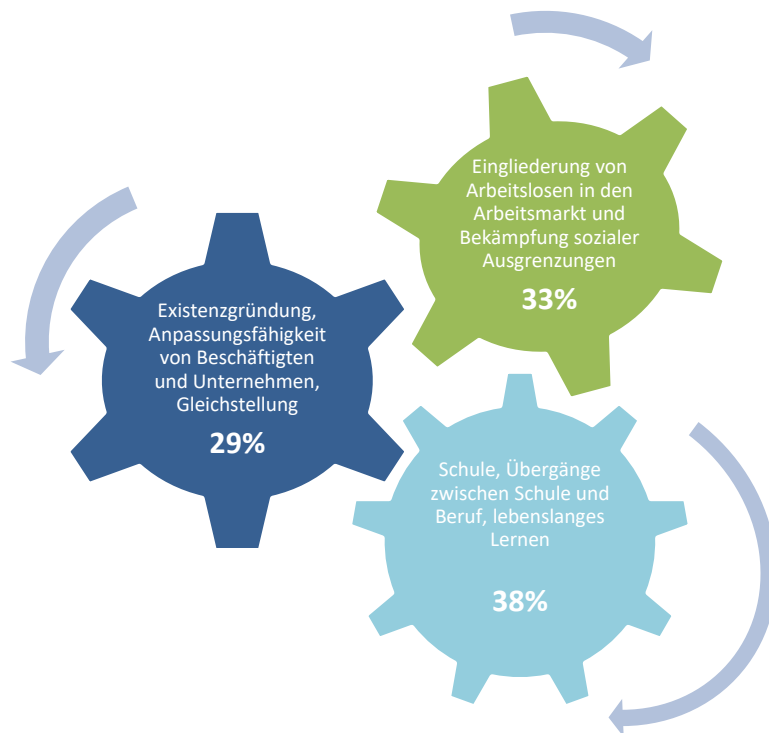 Eingliederung von
Arbeitslosen in den
Arbeitsmarkt und
Bekämpfung sozialer
Ausgrenzungen
33%
Existenzgründung,
Anpassungsfähigkeit
von Beschäftigten
und Unternehmen,
Gleichstellung
29%
Schule, Übergänge
zwischen Schule und
Beruf, lebenslanges
Lernen
38%